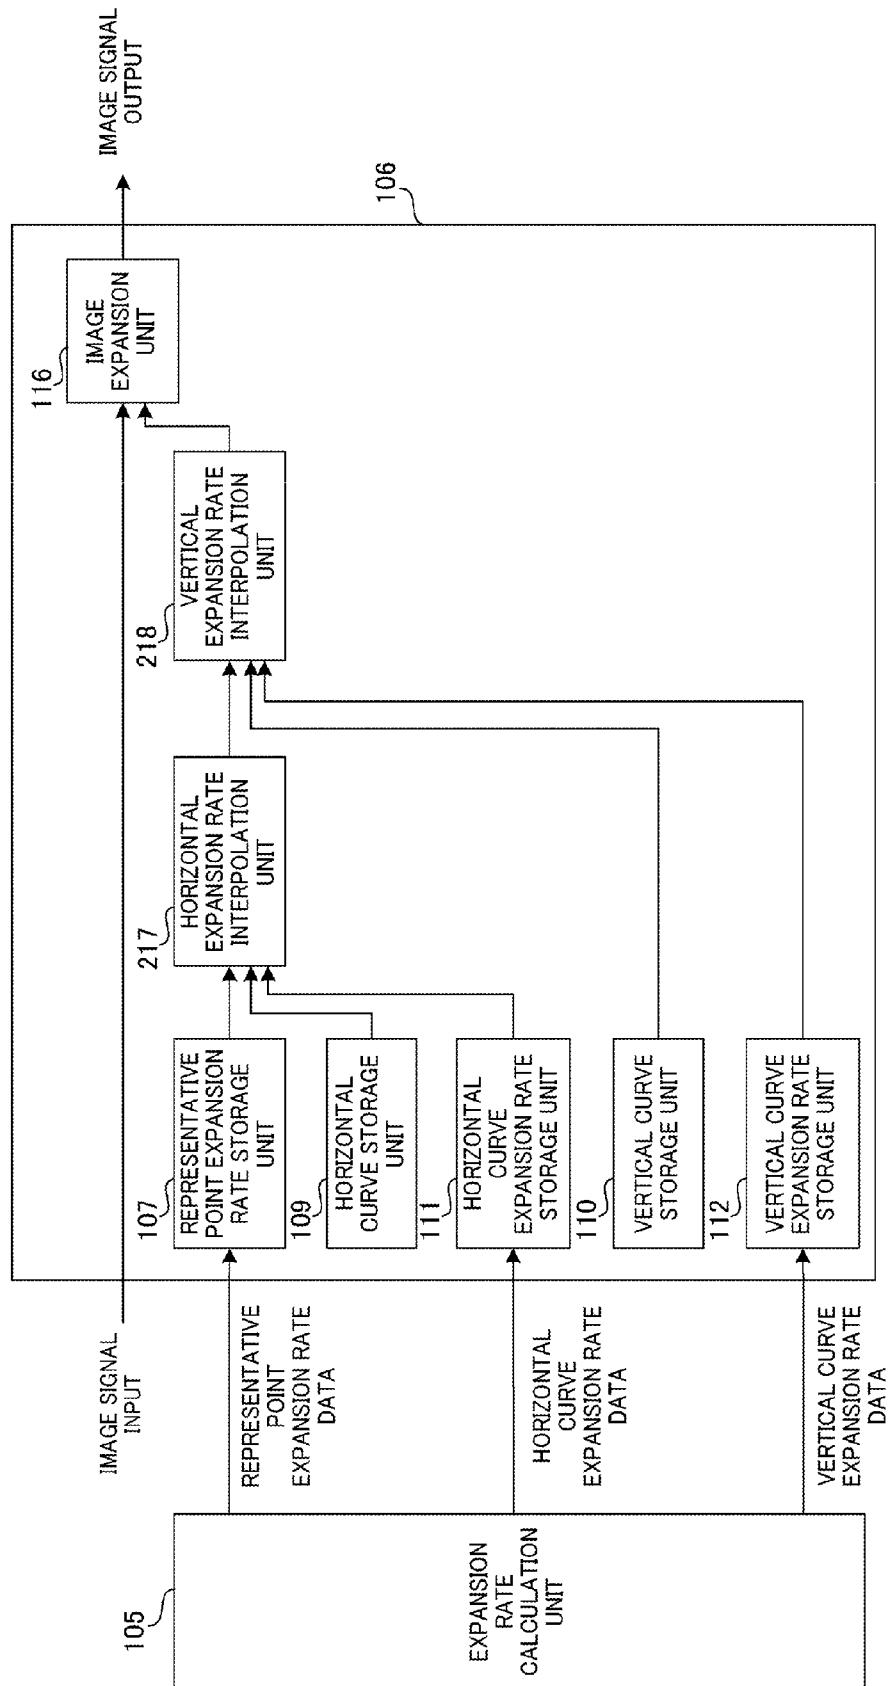 105
EXPANSION
RATE
CALCULATION
UNIT
IMAGE SIGNAL
INPUT
REPRESENTATIVE
POINT
EXPANSION RATE
DATA
HORIZONTAL
CURVE
EXPANSION RATE
DATA
VERTICAL CURVE
EXPANSION RATE
DATA
107
REPRESENTATIVE
POINT EXPANSION
RATE STORAGE
UNIT
109
HORIZONTAL
CURVE STORAGE
UNIT
111
HORIZONTAL
CURVE
EXPANSION RATE
STORAGE UNIT
110
VERTICAL CURVE
STORAGE UNIT
112
VERTICAL CURVE
EXPANSION RATE
STORAGE UNIT
217
HORIZONTAL
EXPANSION RATE
INTERPOLATION
UNIT
218
VERTICAL
EXPANSION RATE
INTERPOLATION
UNIT
116
IMAGE
EXPANSION
UNIT
106
IMAGE SIGNAL
OUTPUT